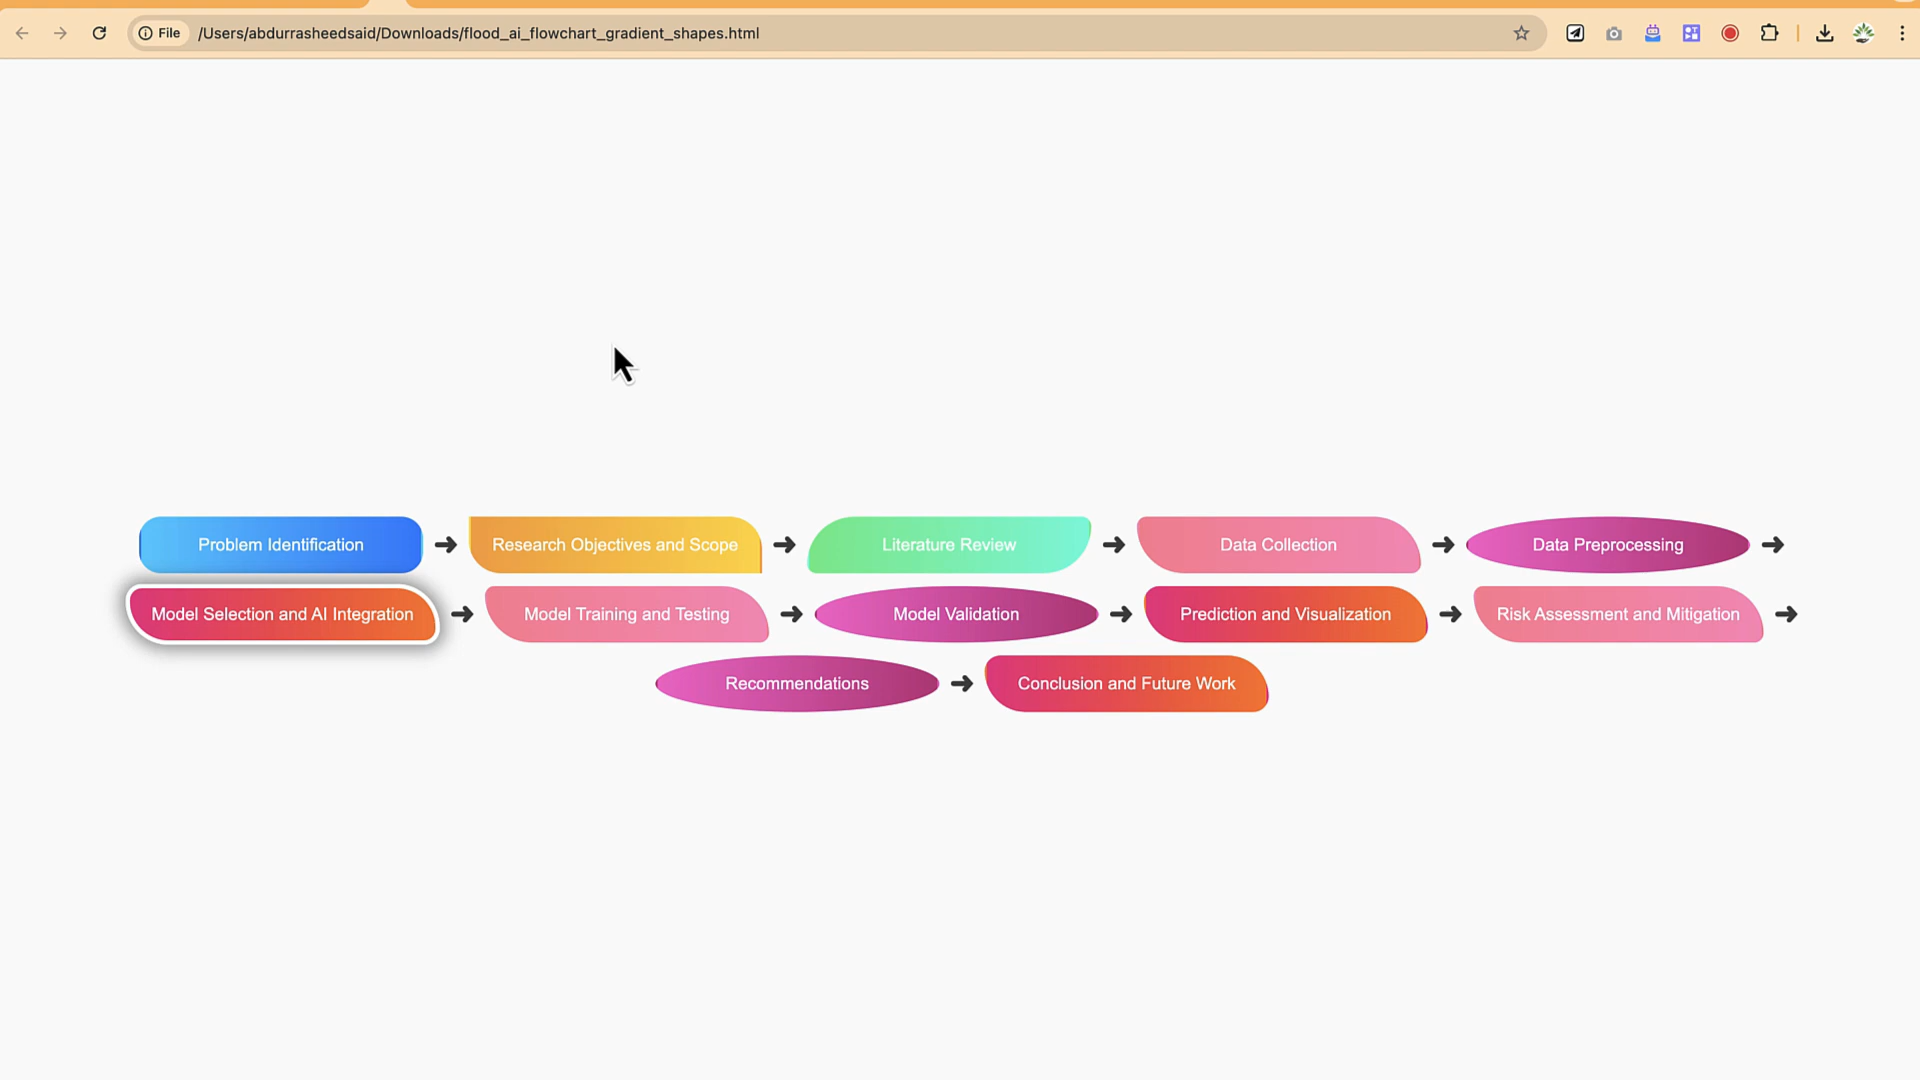 File /Users/abdurrasheedsaid/Downloads/flood_ai_flowchart_gradient_shapes.html
Problem Identification Research Objectives and Scope Literature Review Data Collection Data Preprocessing
Model Selection and AI Integration Model Training and Testing Model Validation Prediction and Visualization Risk Assessment and Mitigation
Recommendations Conclusion and Future Work